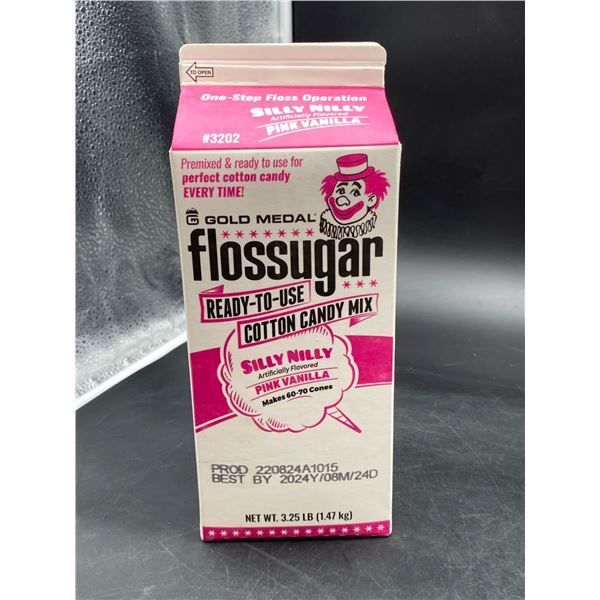 TO OPEN
One-Step Floss Operation
SILLY NILLY
Artificially Flavored
PINK VANILLA
#3202
Premixed & ready to use for
perfect cotton candy
EVERY TIME!
GOLD MEDAL
flossugar
READY-TO-USE
COTTON CANDY MIX
SILLY NILLY
Artificially Flavored
PINK VANILLA
Makes 60-70 Cones
PROD 220824A1015
BEST BY 2024Y/08M/24D
NET WT. 3.25 LB (1.47 kg)